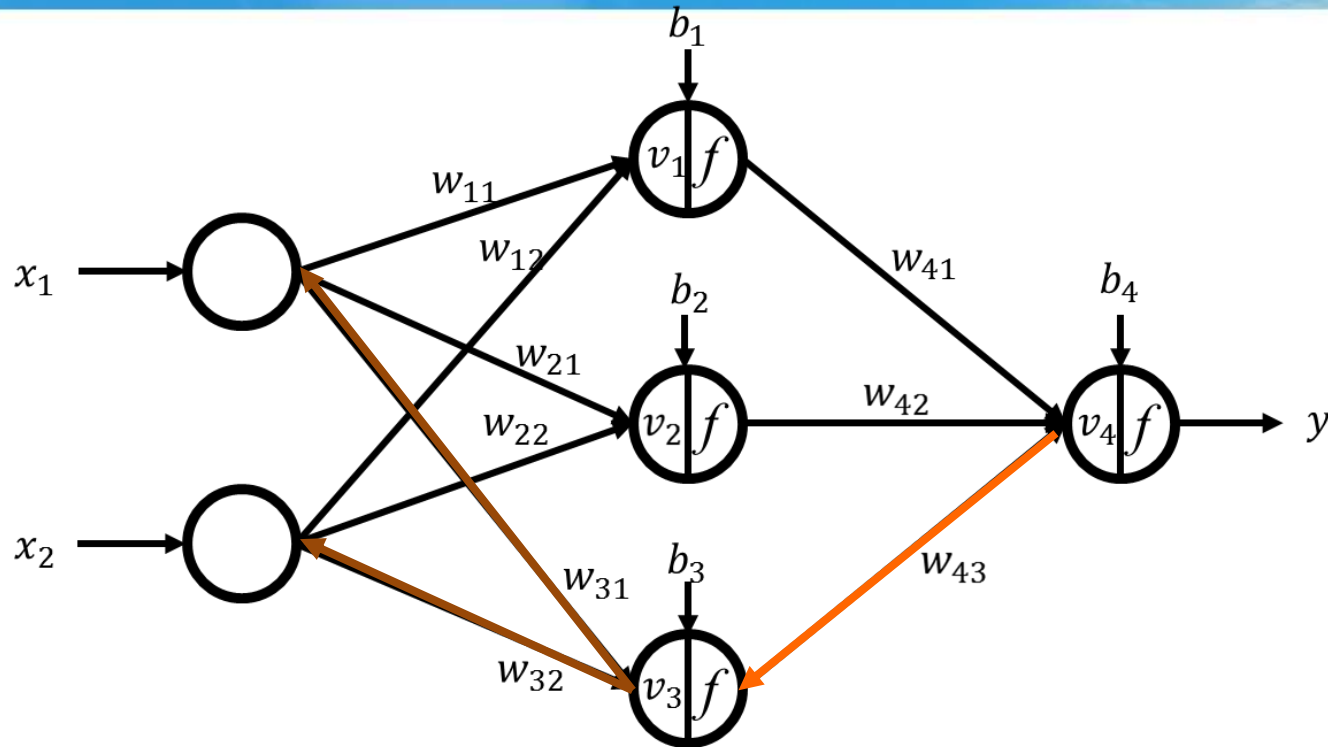 b₁
v₁ f
w₁₁
w₁₂
w₄₁
x₁
b₂
b₄
w₂₁
w₂₂
w₄₂
v₂ f
v₄ f
y
x₂
b₃
w₃₁
w₄₃
w₃₂
v₃ f